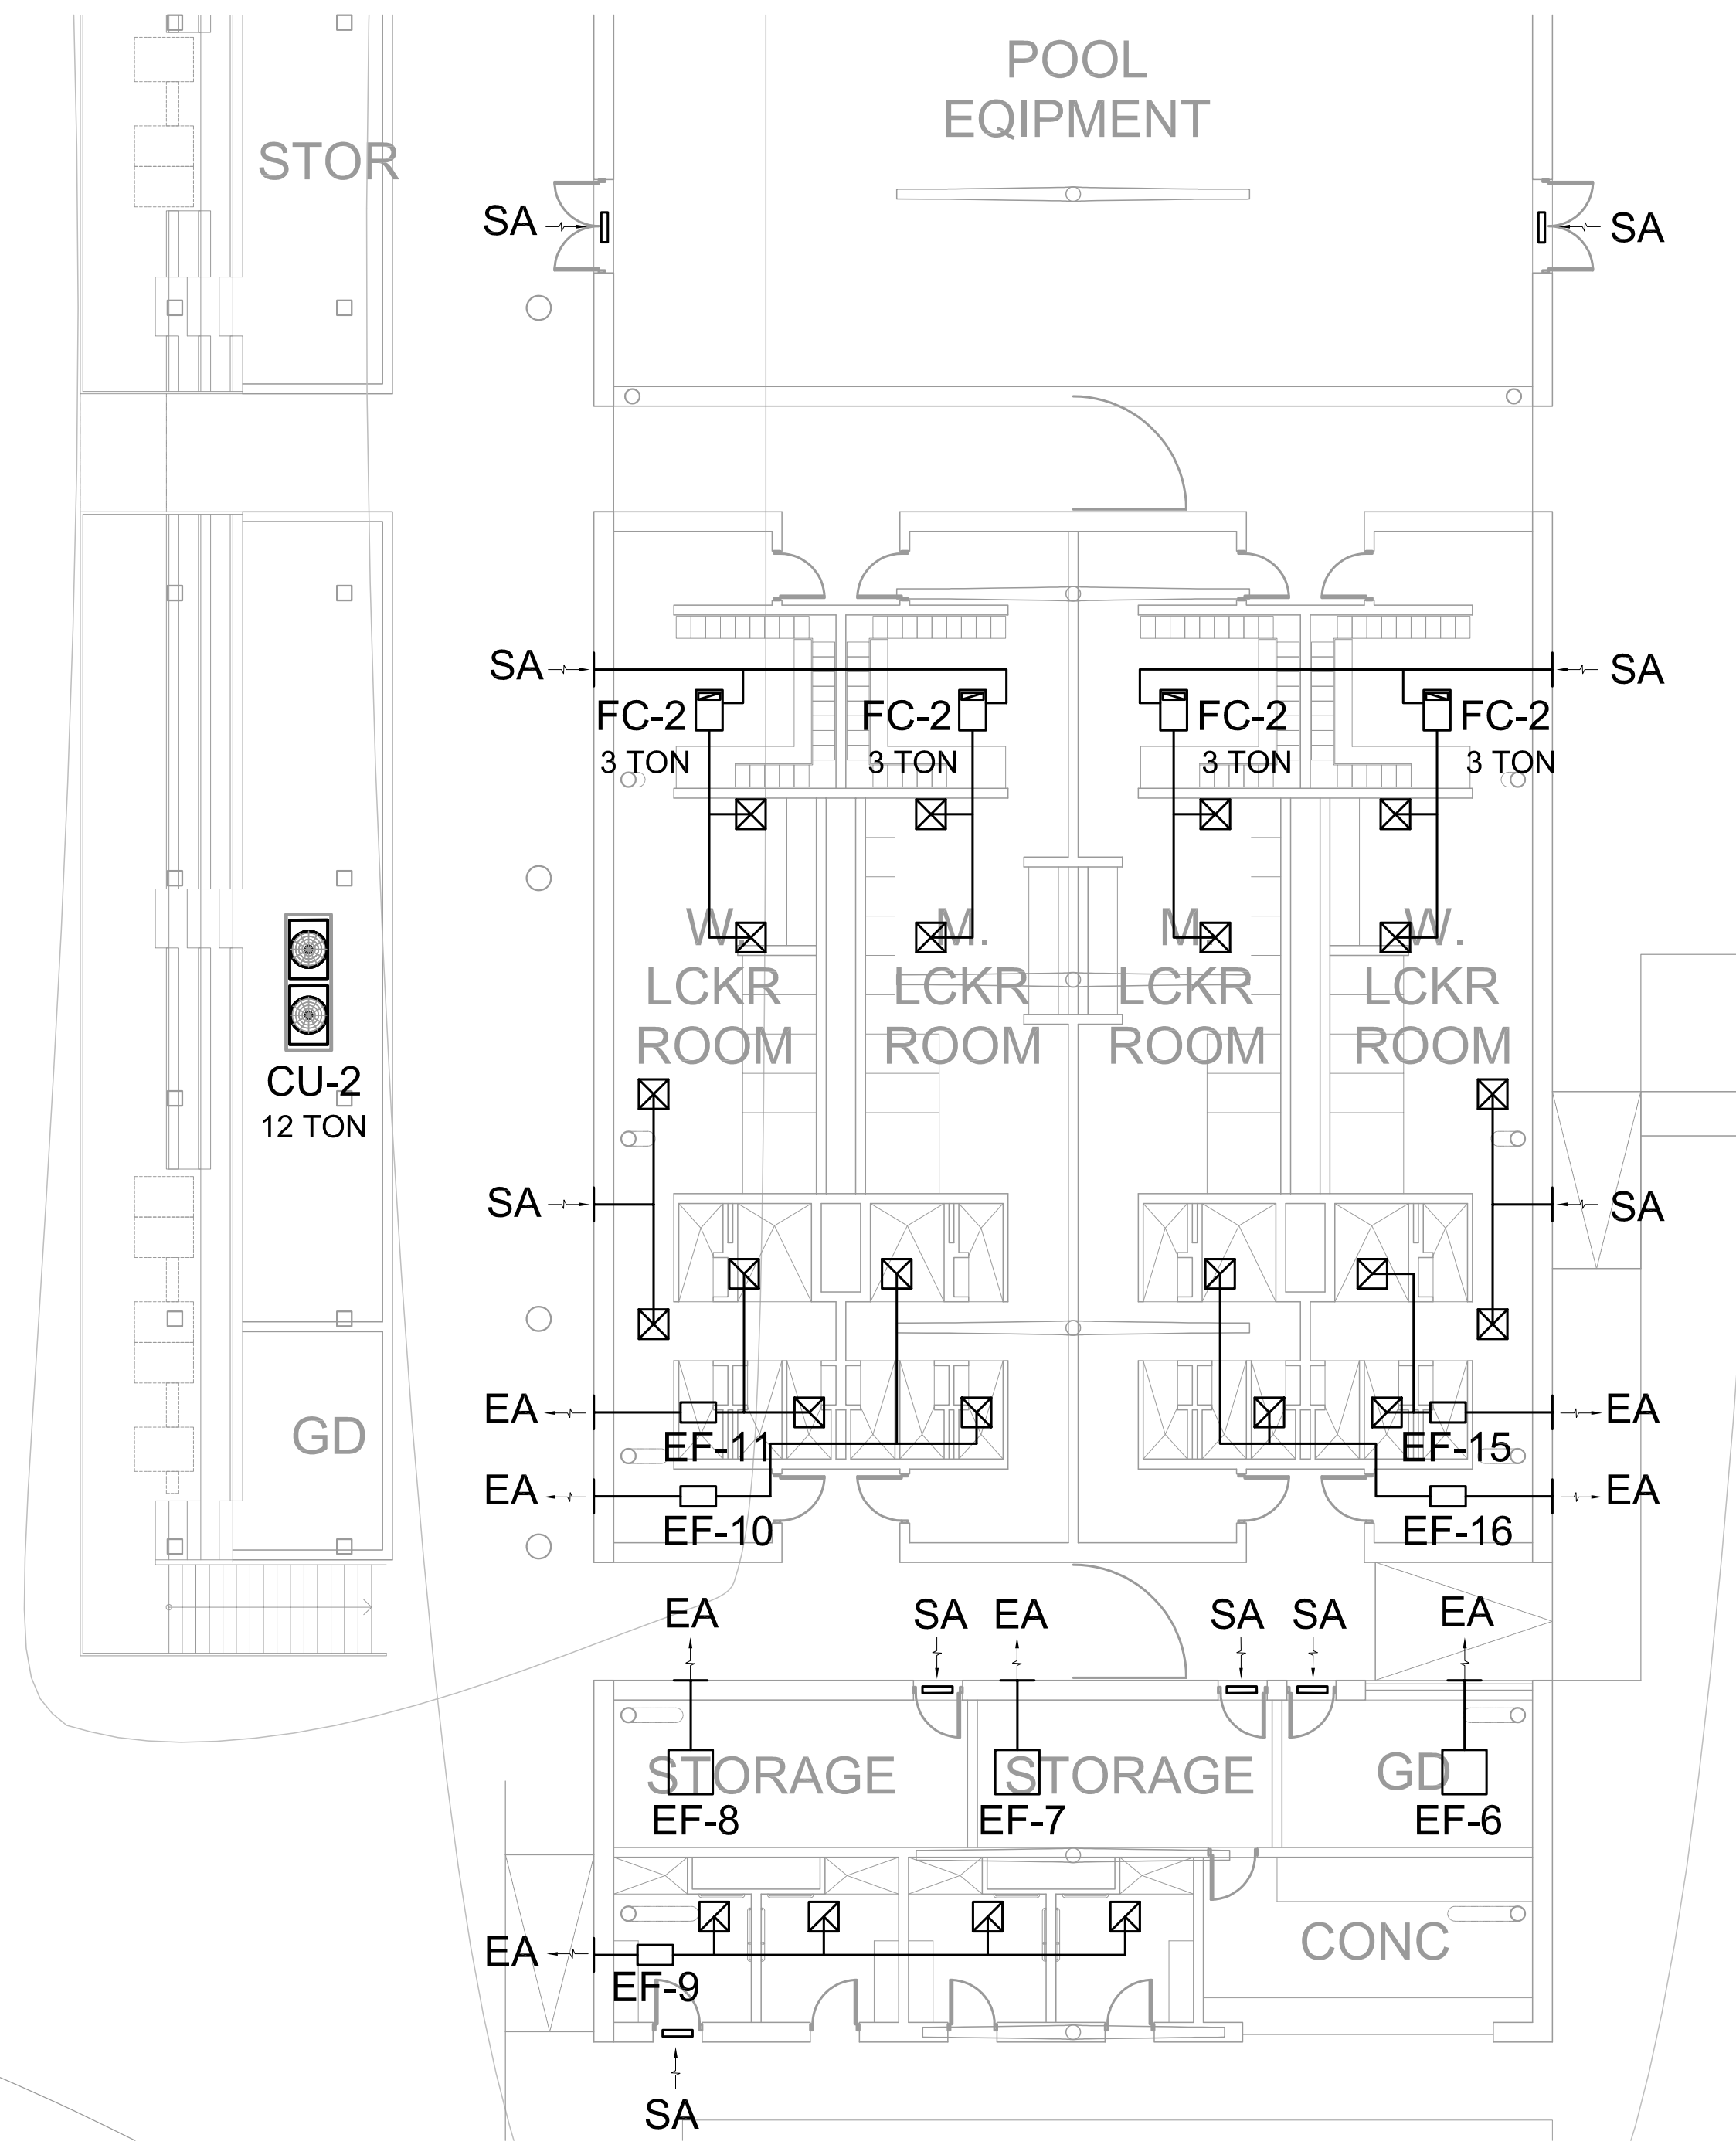 POOL
EQIPMENT
STOR
SA
SA
SA
SA
FC-2
FC-2
FC-2
FC-2
3 TON
3 TON
3 TON
3 TON
W.
M.
M.
W.
LCKR
LCKR
LCKR
LCKR
ROOM
ROOM
ROOM
ROOM
CU-2
12 TON
SA
SA
EA
EA
GD
EF-11
EF-15
EA
EA
EF-10
EF-16
EA
SA
EA
SA
SA
EA
STORAGE
STORAGE
GD
EF-8
EF-7
EF-6
EA
CONC
EF-9
SA